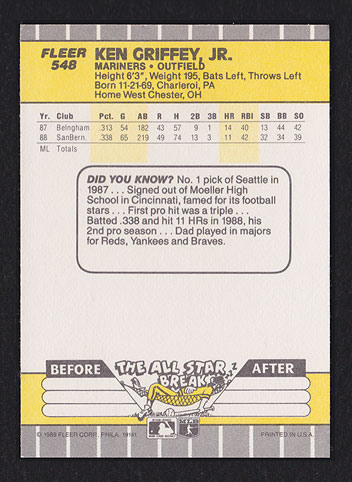 FLEER
548
KEN GRIFFEY, JR.
MARINERS • OUTFIELD
Height 6'3", Weight 195, Bats Left, Throws Left
Born 11-21-69, Charleroi, PA
Home West Chester, OH
Yr. Club Pct. G AB R H 2B 3B HR RBI SB BB SO
87 Belngham .313 54 182 43 57 9 1 14 40 13 44 42
88 SanBern. .338 65 219 49 74 13 3 11 42 32 34 39
ML Totals
DID YOU KNOW? No. 1 pick of Seattle in
1987 . . . Signed out of Moeller High
School in Cincinnati, famed for its football
stars . . . First pro hit was a triple . . .
Batted .338 and hit 11 HRs in 1988, his
2nd pro season . . . Dad played in majors
for Reds, Yankees and Braves.
BEFORE
THE ALL STAR
BREAK
AFTER
© 1989 FLEER CORP. PHILA. 19141
PRINTED IN U.S.A.